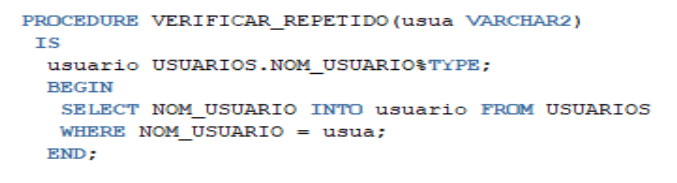 PROCEDURE VERIFICAR_REPETIDO(usua VARCHAR2)
IS
usuario USUARIOS.NOM_USUARIO%TYPE;
BEGIN
SELECT NOM_USUARIO INTO usuario FROM USUARIOS
WHERE NOM_USUARIO = usua;
END;